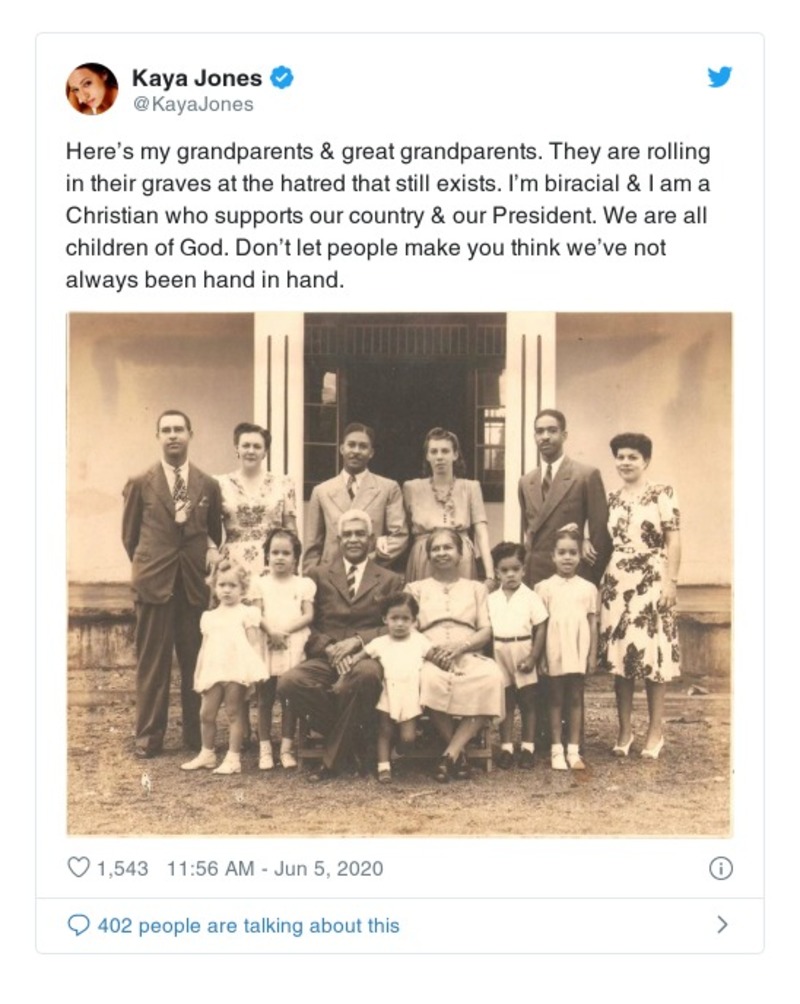 Kaya Jones
@KayaJones
Here’s my grandparents & great grandparents. They are rolling
in their graves at the hatred that still exists. I’m biracial & I am a
Christian who supports our country & our President. We are all
children of God. Don’t let people make you think we’ve not
always been hand in hand.
1,543 11:56 AM - Jun 5, 2020
402 people are talking about this